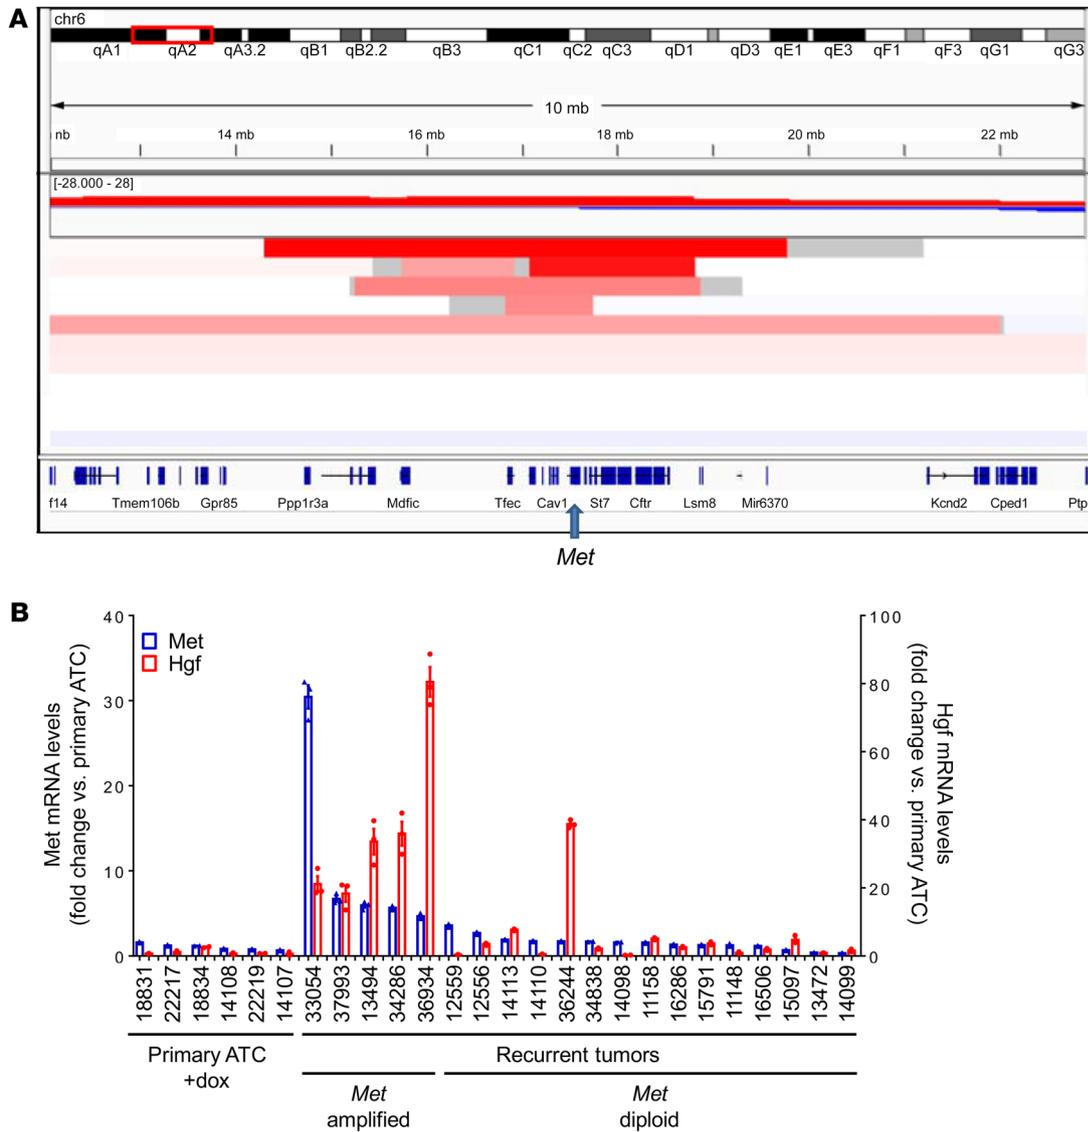 A
chr6
qA1 qA2 qA3.2 qB1 qB2.2 qB3 qC1 qC2 qC3 qD1 qD3 qE1 qE3 qF1 qF3 qG1 qG3
10 mb
nb 14 mb 16 mb 18 mb 20 mb 22 mb
[-28.000 - 28]
f14 Tmem106b Gpr85 Ppp1r3a Mdfic Tfec Cav1 St7 Cftr Lsm8 Mir6370 Kcnd2 Cped1 Ptp
Met
B
Met
Hgf
Met mRNA levels
(fold change vs. primary ATC)
40
30
20
10
0
100
80
60
40
20
0
Hgf mRNA levels
(fold change vs. primary ATC)
18831 22217 18834 14108 22219 14107 33054 37993 13494 34286 36934 12559 12556 14113 14110 36244 34838 14098 11158 16286 15791 11148 16506 15097 13472 14099
Primary ATC
+dox
Recurrent tumors
Met
amplified
Met
diploid